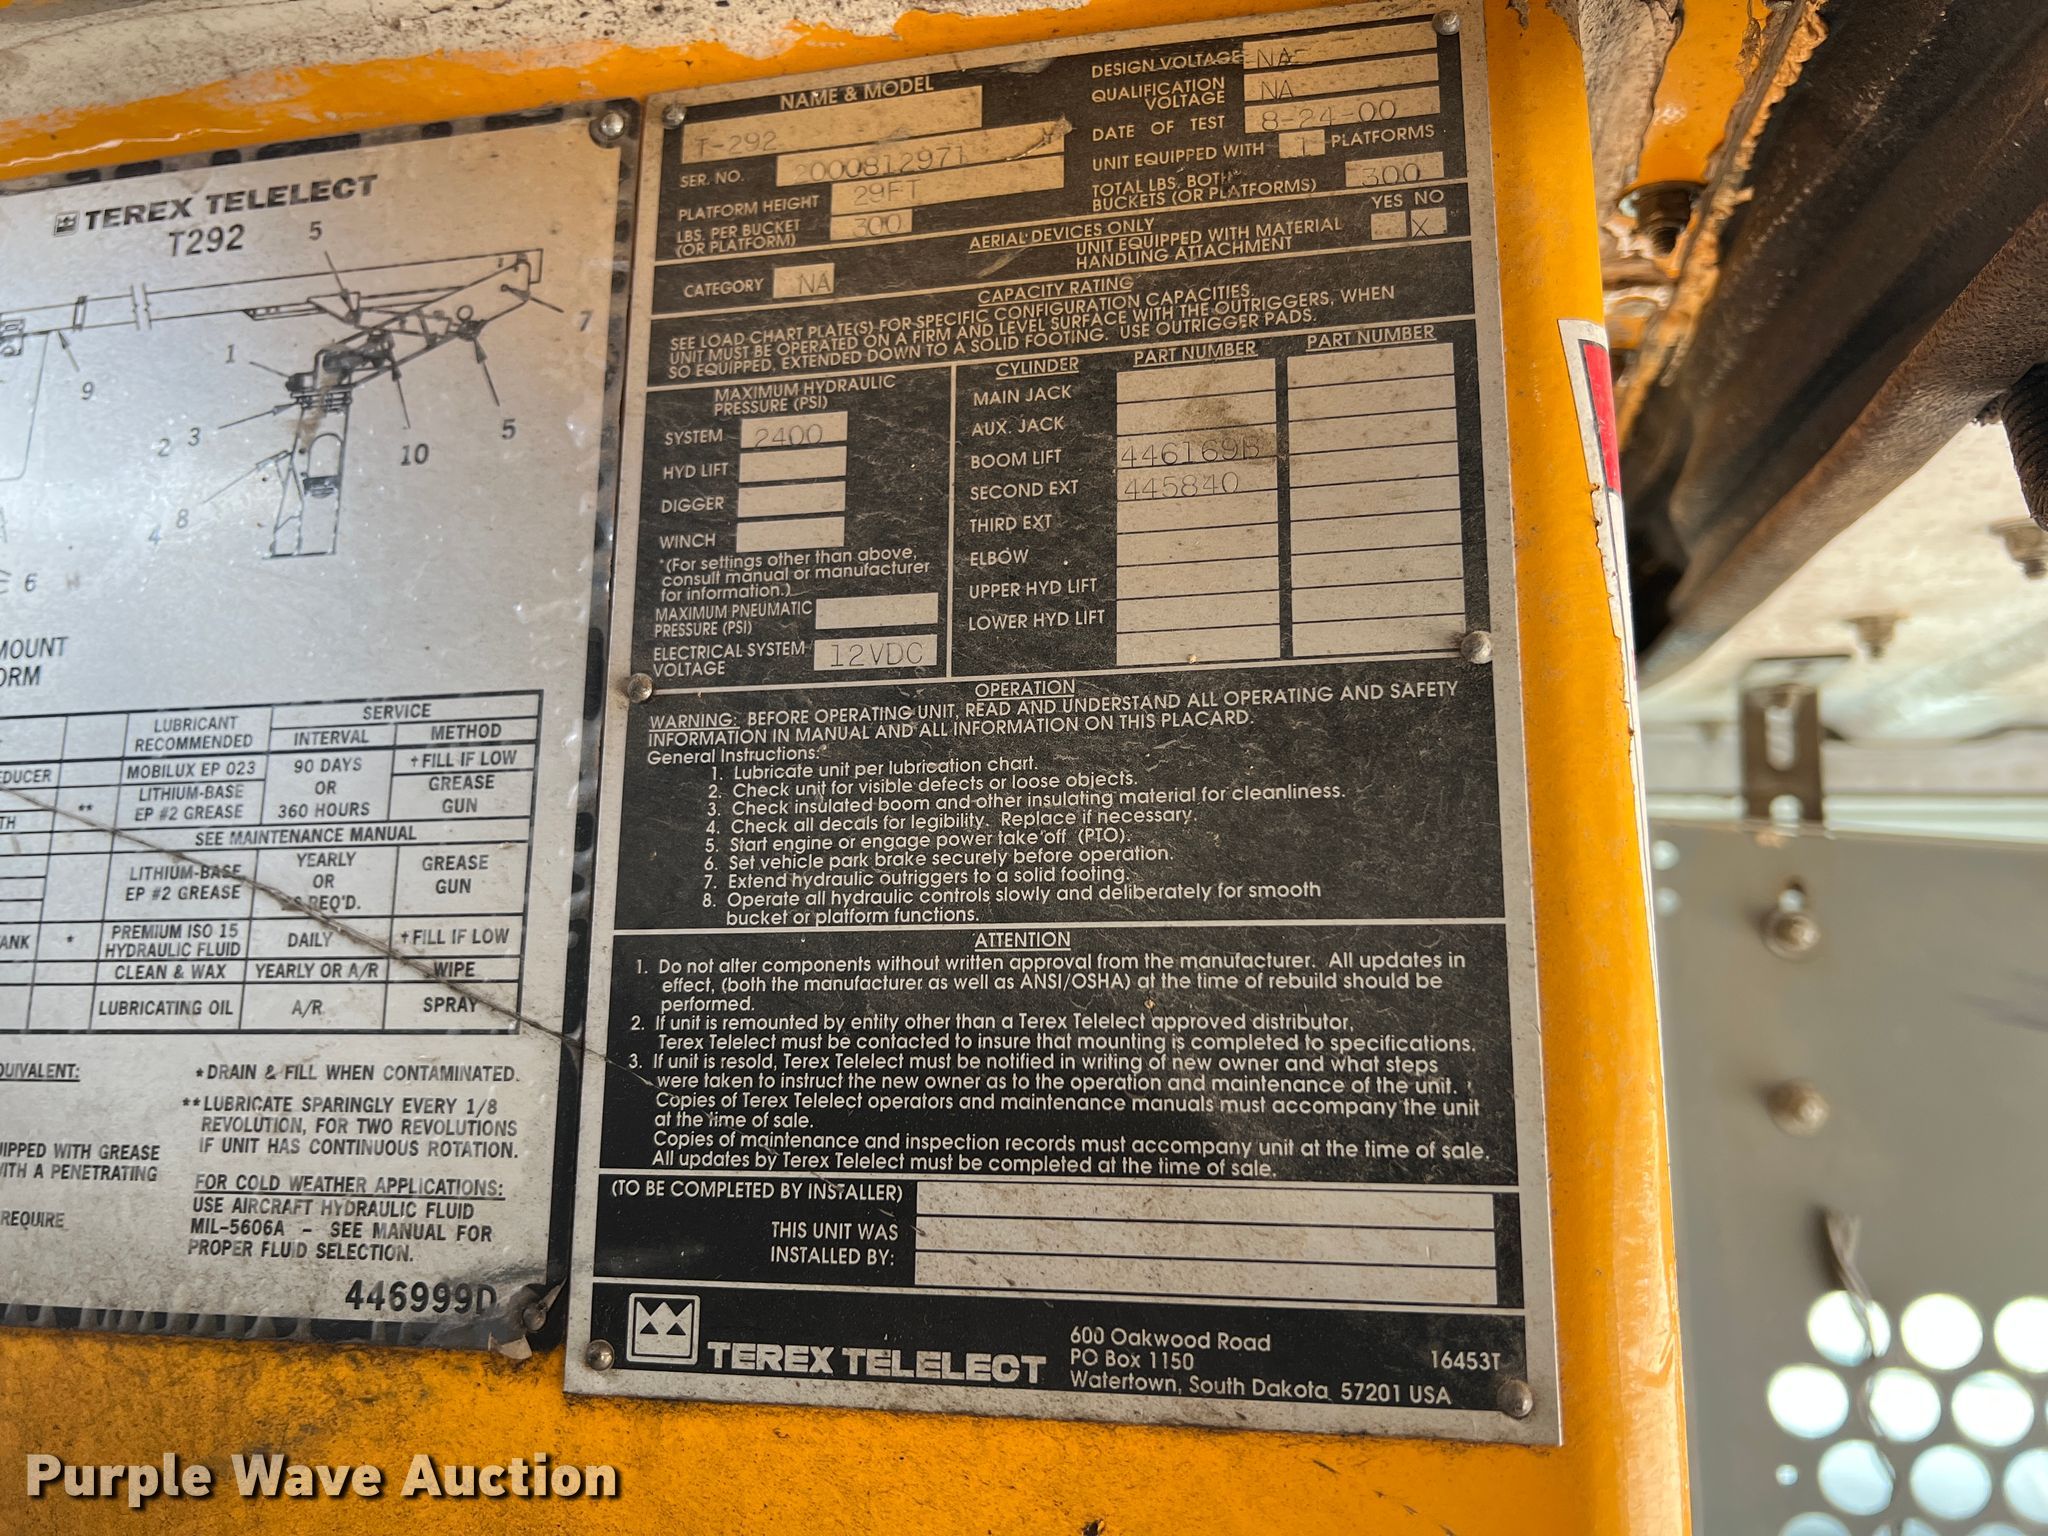 TEREX TELELECT
T292
5
7
1
9
2
3
5
10
8
4
6
MOUNT
LUBRICANT RECOMMENDED
SERVICE
INTERVAL
METHOD
MOBILUX EP 023
LITHIUM-BASE
EP #2 GREASE
90 DAYS
OR
360 HOURS
†FILL IF LOW
GREASE
GUN
**
SEE MAINTENANCE MANUAL
LITHIUM-BASE
EP #2 GREASE
YEARLY
OR
REQ'D.
GREASE
GUN
*
PREMIUM ISO 15
HYDRAULIC FLUID
DAILY
†FILL IF LOW
CLEAN & WAX
YEARLY OR A/R
WIPE
LUBRICATING OIL
A/R
SPRAY
*DRAIN & FILL WHEN CONTAMINATED.
**LUBRICATE SPARINGLY EVERY 1/8
REVOLUTION, FOR TWO REVOLUTIONS
IF UNIT HAS CONTINUOUS ROTATION.
WITH GREASE
WITH A PENETRATING
REQUIRE
FOR COLD WEATHER APPLICATIONS:
USE AIRCRAFT HYDRAULIC FLUID
MIL-5606A - SEE MANUAL FOR
PROPER FLUID SELECTION.
446999D
NAME & MODEL
T-292
SER. NO. 2000812971
PLATFORM HEIGHT 29FT
LBS. PER BUCKET
(OR PLATFORM) 300
DESIGN VOLTAGE NA
QUALIFICATION
VOLTAGE NA
DATE OF TEST 8-24-00
UNIT EQUIPPED WITH 1 PLATFORMS
TOTAL LBS. BOTH
BUCKETS (OR PLATFORMS) 300
AERIAL DEVICES ONLY
YES NO
UNIT EQUIPPED WITH MATERIAL
HANDLING ATTACHMENT X
CATEGORY NA
CAPACITY RATING
SEE LOAD CHART PLATE(S) FOR SPECIFIC CONFIGURATION CAPACITIES
UNIT MUST BE OPERATED ON A FIRM AND LEVEL SURFACE WITH THE OUTRIGGERS, WHEN
SO EQUIPPED, EXTENDED DOWN TO A SOLID FOOTING. USE OUTRIGGER PADS.
MAXIMUM HYDRAULIC
PRESSURE (PSI)
SYSTEM 2400
HYD LIFT
DIGGER
WINCH
*(For settings other than above,
consult manual or manufacturer
for information.)
MAXIMUM PNEUMATIC
PRESSURE (PSI)
ELECTRICAL SYSTEM
VOLTAGE 12VDC
CYLINDER PART NUMBER PART NUMBER
MAIN JACK
AUX. JACK
BOOM LIFT 446169B
SECOND EXT 445840
THIRD EXT
ELBOW
UPPER HYD LIFT
LOWER HYD LIFT
OPERATION
WARNING: BEFORE OPERATING UNIT, READ AND UNDERSTAND ALL OPERATING AND SAFETY
INFORMATION IN MANUAL AND ALL INFORMATION ON THIS PLACARD.
General Instructions:
1. Lubricate unit per lubrication chart.
2. Check unit for visible defects or loose objects.
3. Check insulated boom and other insulating material for cleanliness.
4. Check all decals for legibility. Replace if necessary.
5. Start engine or engage power take off (PTO).
6. Set vehicle park brake securely before operation.
7. Extend hydraulic outriggers to a solid footing.
8. Operate all hydraulic controls slowly and deliberately for smooth
bucket or platform functions.
ATTENTION
1. Do not alter components without written approval from the manufacturer. All updates in
effect, (both the manufacturer as well as ANSI/OSHA) at the time of rebuild should be
performed.
2. If unit is remounted by entity other than a Terex Telelect approved distributor,
Terex Telelect must be contacted to insure that mounting is completed to specifications.
3. If unit is resold, Terex Telelect must be notified in writing of new owner and what steps
were taken to instruct the new owner as to the operation and maintenance of the unit.
Copies of Terex Telelect operators and maintenance manuals must accompany the unit
at the time of sale.
Copies of maintenance and inspection records must accompany unit at the time of sale.
All updates by Terex Telelect must be completed at the time of sale.
(TO BE COMPLETED BY INSTALLER)
THIS UNIT WAS
INSTALLED BY:
TEREX TELELECT
600 Oakwood Road
PO Box 1150
Watertown, South Dakota 57201 USA
16453T
Purple Wave Auction